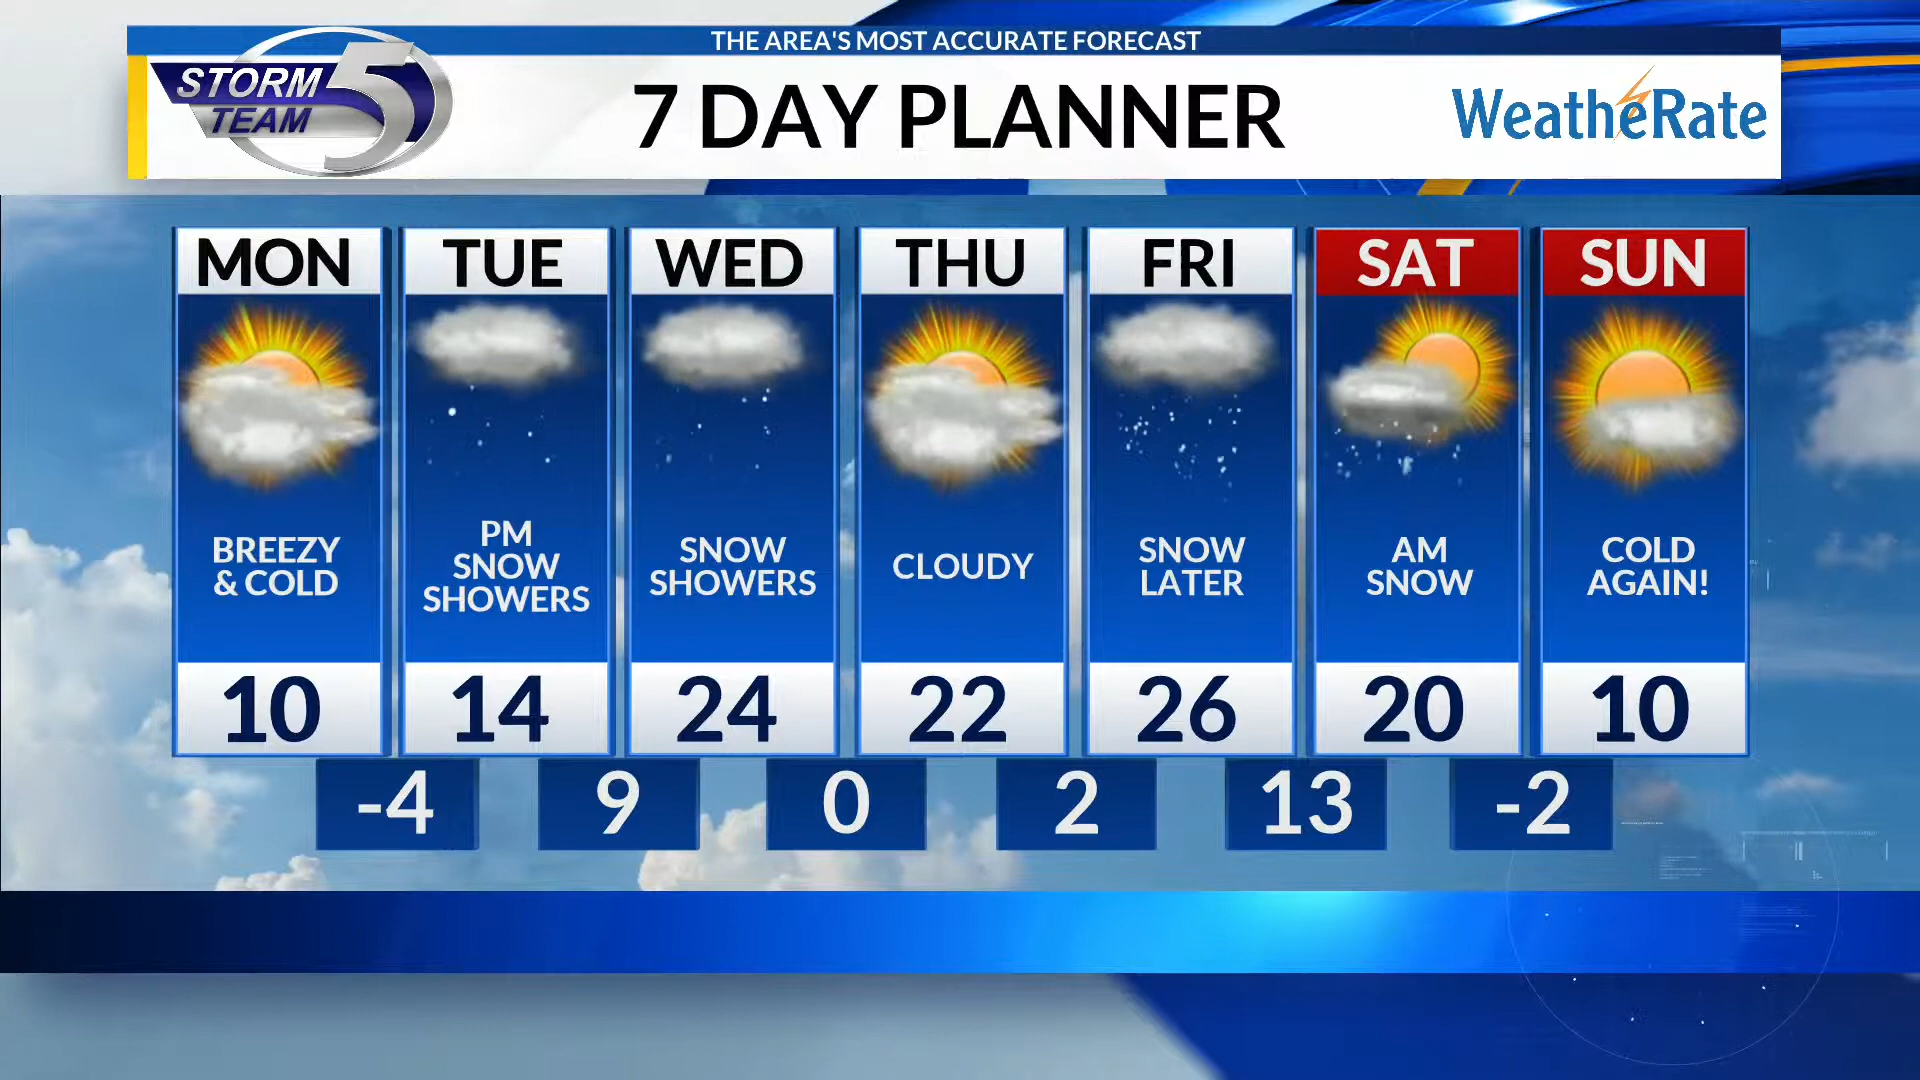 THE AREA'S MOST ACCURATE FORECAST
STORM
TEAM
5
7 DAY PLANNER
WeatheRate
MON TUE WED THU FRI SAT SUN
BREEZY
& COLD
PM
SNOW
SHOWERS
SNOW
SHOWERS
CLOUDY
SNOW
LATER
AM
SNOW
COLD
AGAIN!
10 14 24 22 26 20 10
-4 9 0 2 13 -2